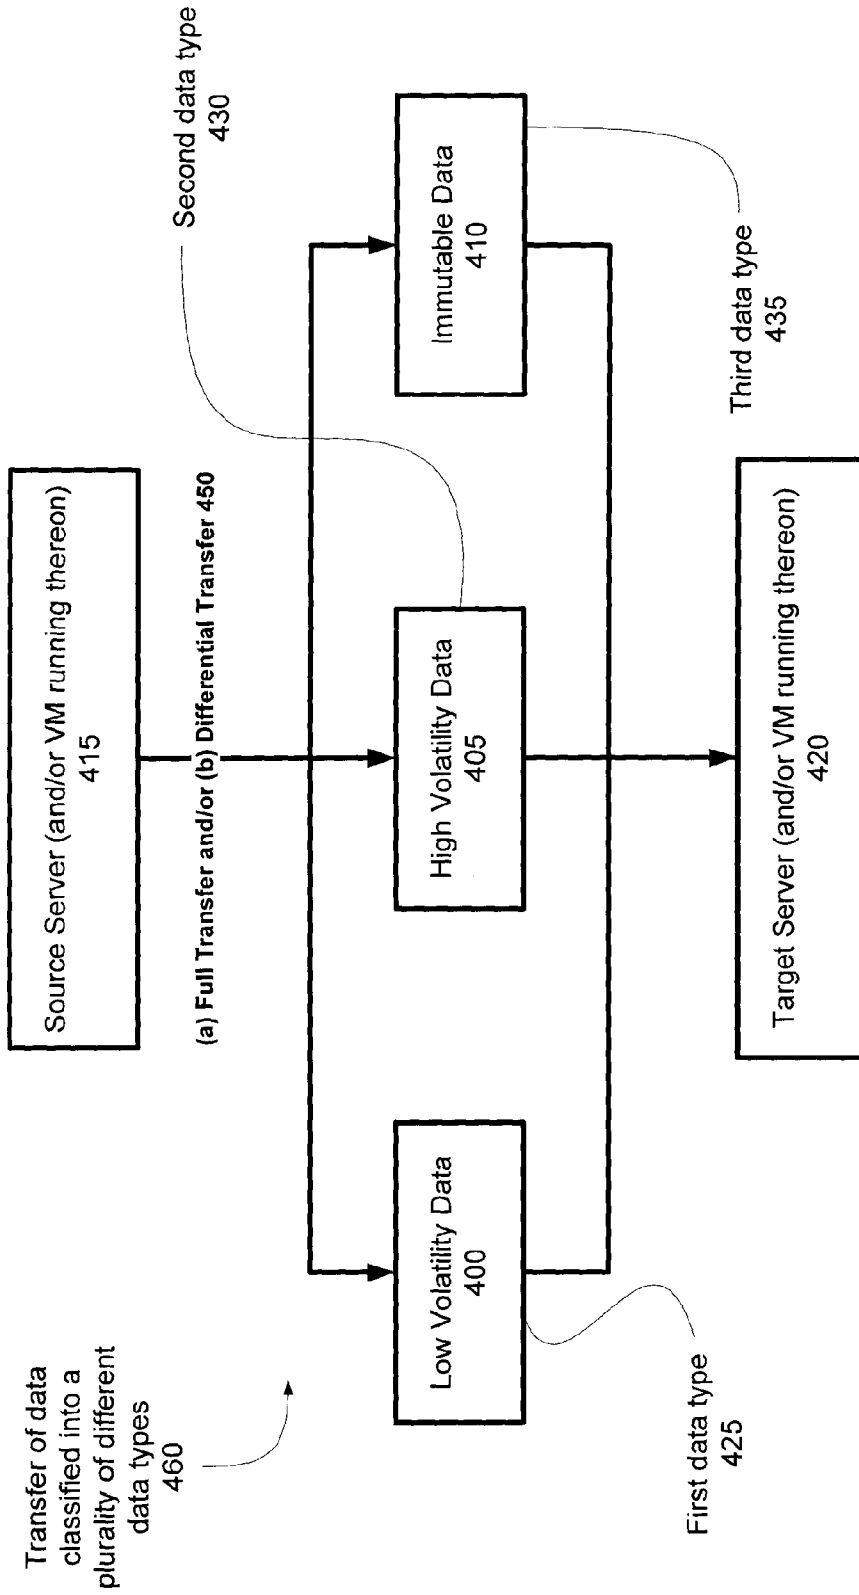 Transfer of data
classified into a
plurality of different
data types
460
Source Server (and/or VM running thereon)
415
(a) Full Transfer and/or (b) Differential Transfer 450
Second data type
430
Low Volatility Data
400
High Volatility Data
405
Immutable Data
410
First data type
425
Third data type
435
Target Server (and/or VM running thereon)
420